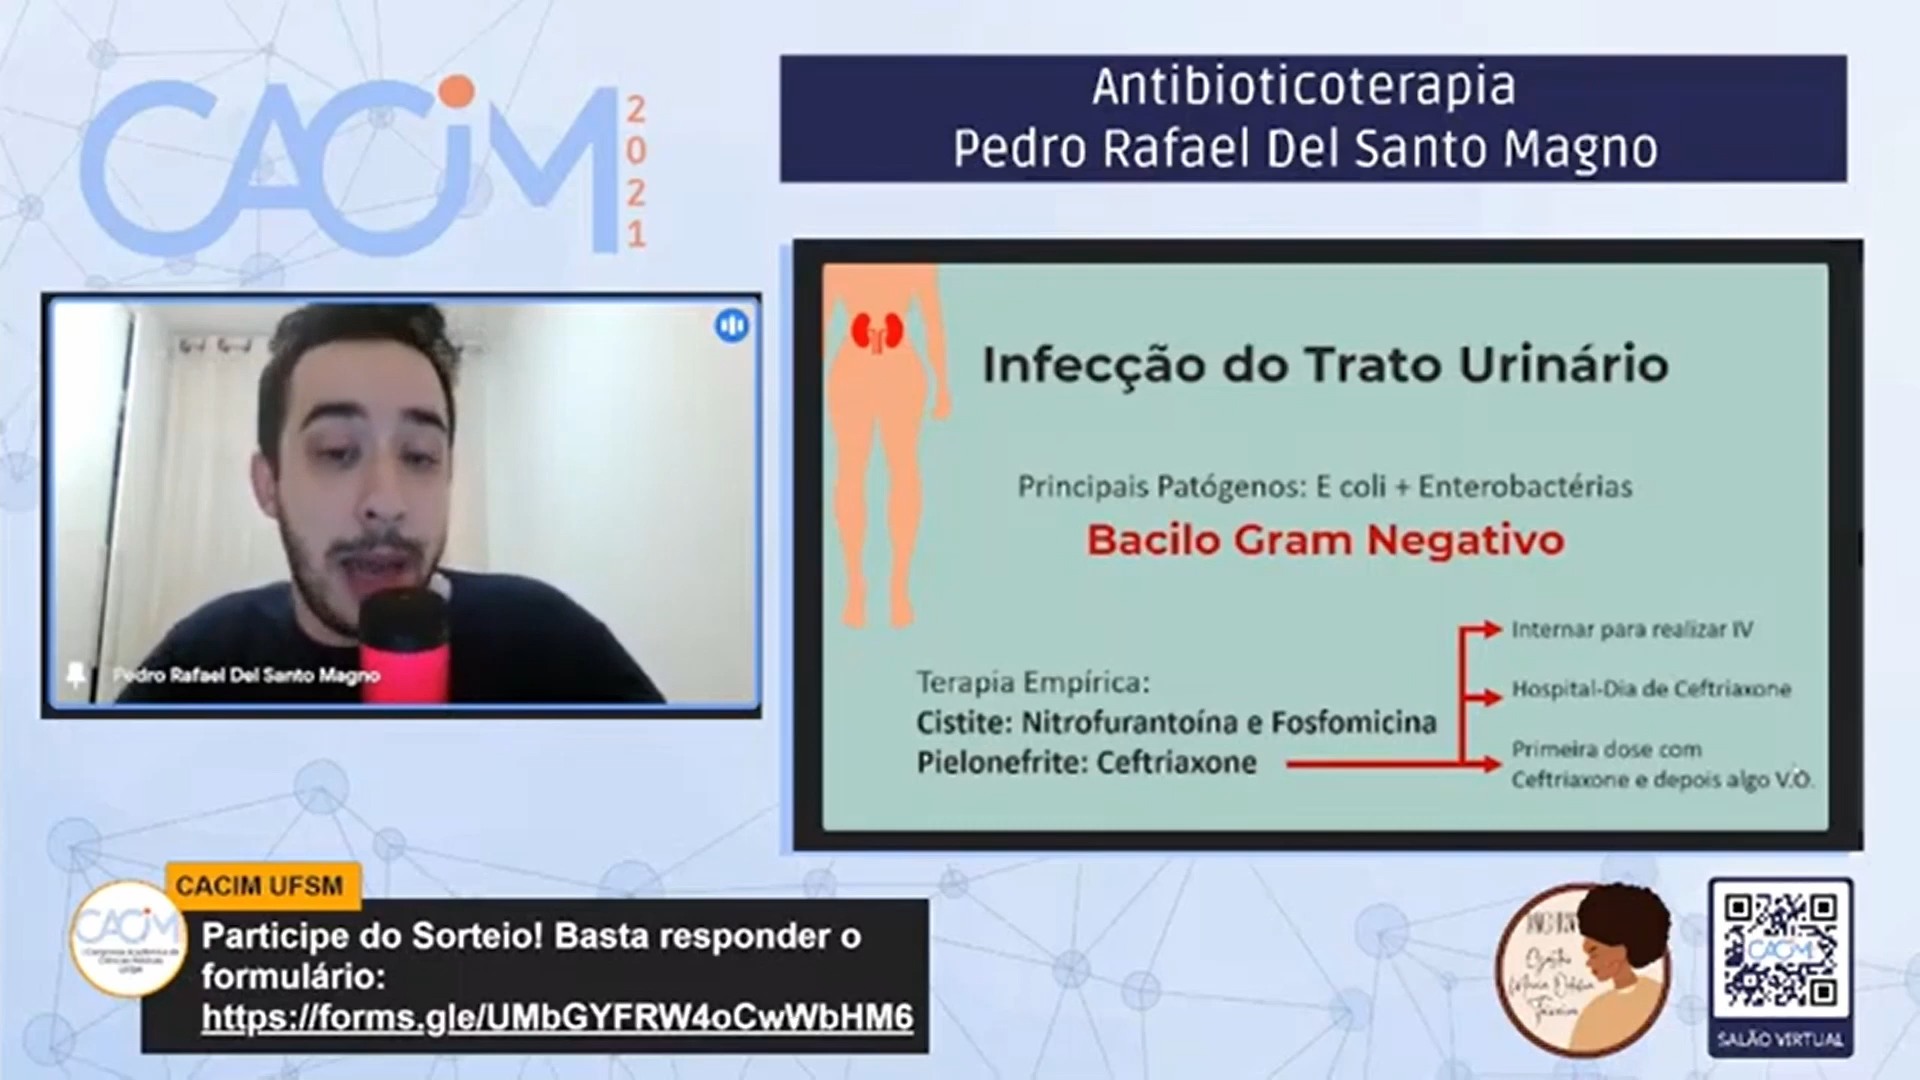 CACiM
2021
Antibioticoterapia
Pedro Rafael Del Santo Magno
Pedro Rafael Del Santo Magno
Infecção do Trato Urinário
Principais Patógenos: E coli + Enterobactérias
Bacilo Gram Negativo
Terapia Empírica:
Cistite: Nitrofurantoína e Fosfomicina
Pielonefrite: Ceftriaxone
Internar para realizar IV
Hospital-Dia de Ceftriaxone
Primeira dose com
Ceftriaxone e depois algo V.O.
CACIM UFSM
CACiM
Participe do Sorteio! Basta responder o
formulário:
https://forms.gle/UMbGYFRW4oCwWbHM6
Gestão
CACiM
SALÃO VIRTUAL